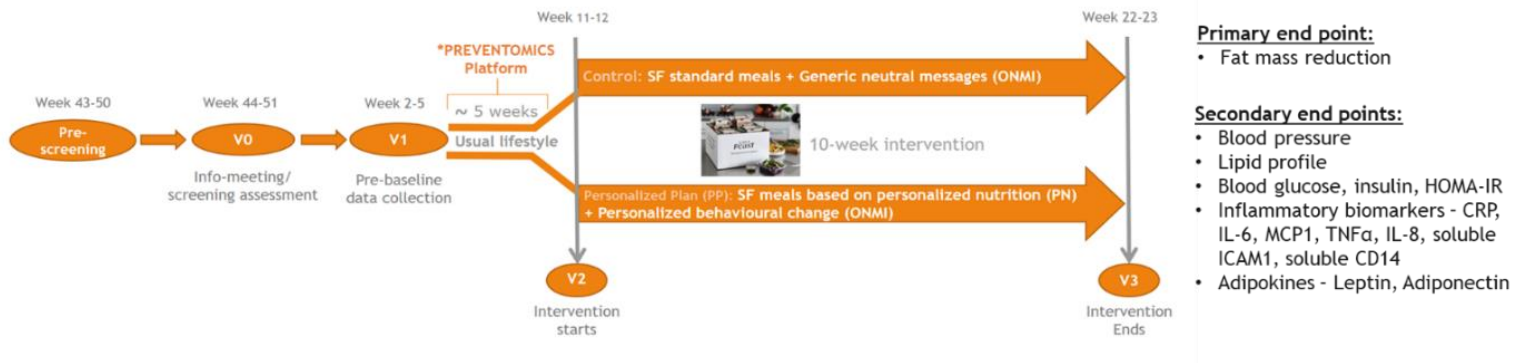 Week 43-50
Pre-
screening
Week 44-51
V0
Info-meeting/
screening assessment
Week 2-5
V1
Pre-baseline
data collection
*PREVENTOMICS
Platform
~ 5 weeks
Usual lifestyle
Week 11-12
V2
Intervention
starts
Control: SF standard meals + Generic neutral messages (ONMI)
10-week intervention
Personalized Plan (PP): SF meals based on personalized nutrition (PN)
+ Personalized behavioural change (ONMI)
Week 22-23
V3
Intervention
Ends
Primary end point:
• Fat mass reduction
Secondary end points:
• Blood pressure
• Lipid profile
• Blood glucose, insulin, HOMA-IR
• Inflammatory biomarkers - CRP,
IL-6, MCP1, TNFα, IL-8, soluble
ICAM1, soluble CD14
• Adipokines - Leptin, Adiponectin